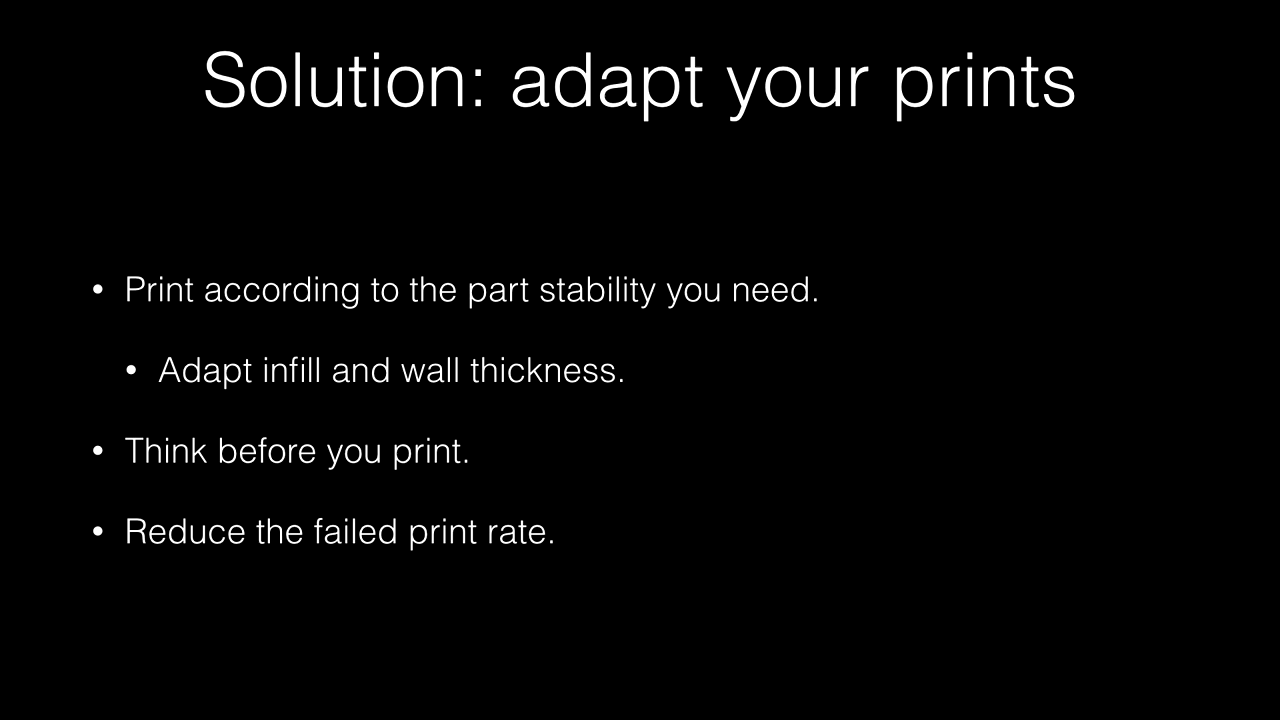 Solution: adapt your prints
• Print according to the part stability you need.
• Adapt infill and wall thickness.
• Think before you print.
• Reduce the failed print rate.